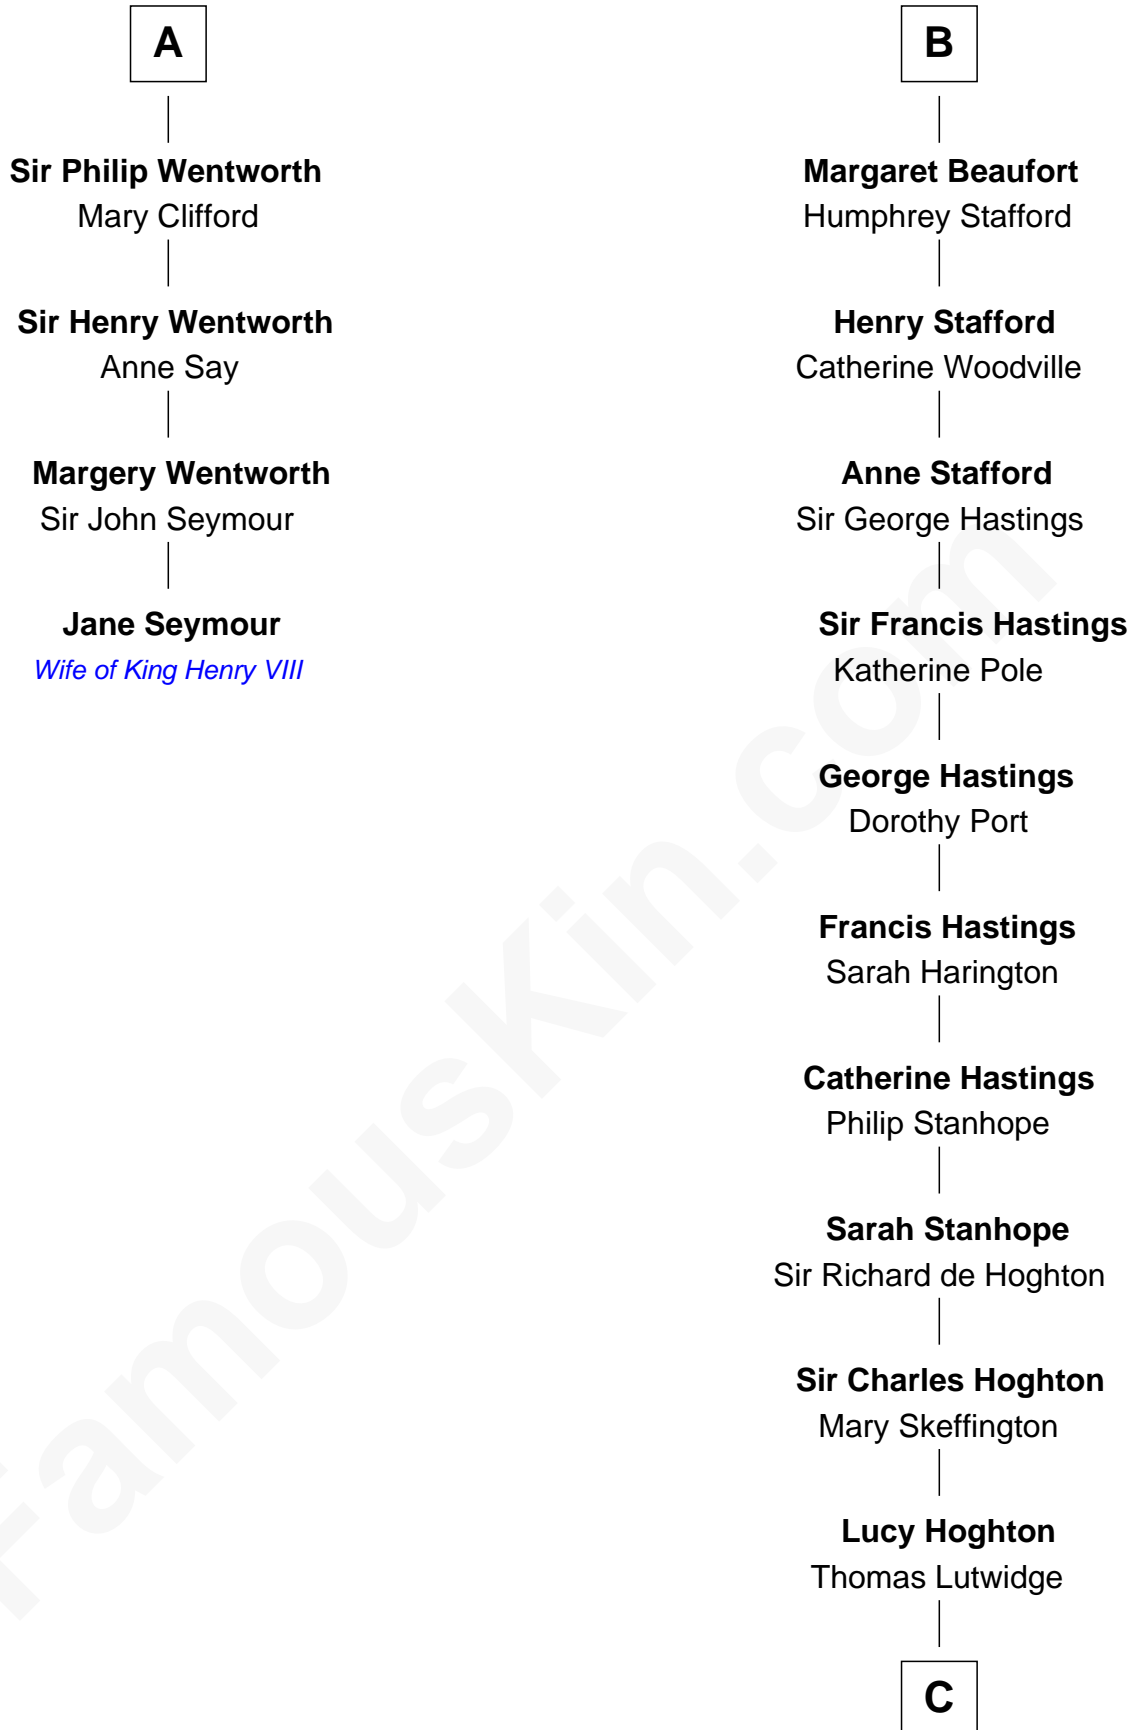 A
Sir Philip Wentworth
Mary Clifford
Sir Henry Wentworth
Anne Say
Margery Wentworth
Sir John Seymour
Jane Seymour
Wife of King Henry VIII
B
Margaret Beaufort
Humphrey Stafford
Henry Stafford
Catherine Woodville
Anne Stafford
Sir George Hastings
Sir Francis Hastings
Katherine Pole
George Hastings
Dorothy Port
Francis Hastings
Sarah Harington
Catherine Hastings
Philip Stanhope
Sarah Stanhope
Sir Richard de Hoghton
Sir Charles Hoghton
Mary Skeffington
Lucy Hoghton
Thomas Lutwidge
C
FamousKin.com